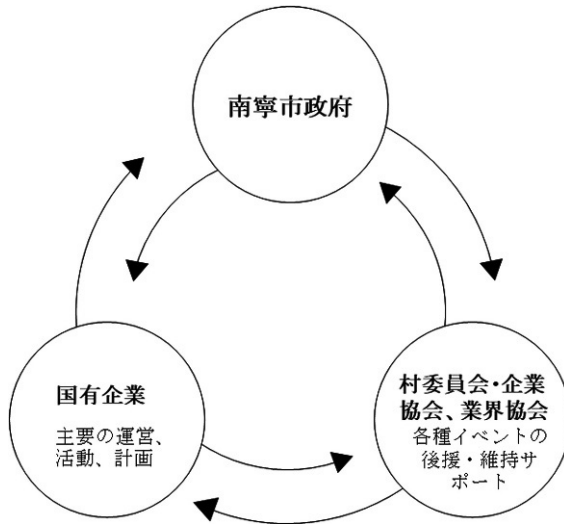 南寧市政府
国有企業
主要の運営、
活動、計画
村委員会・企業
協会、業界協会
各種イベントの
後援・維持サ
ポート